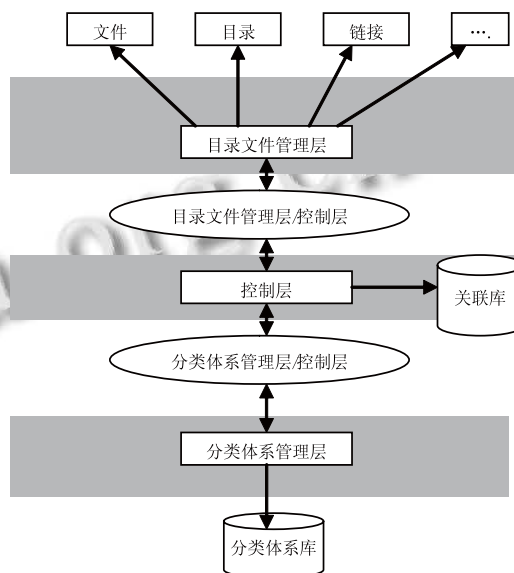 文件
目录
链接
….
目录文件管理层
目录文件管理层/控制层
控制层
关联库
分类体系管理层/控制层
分类体系管理层
分类体系库